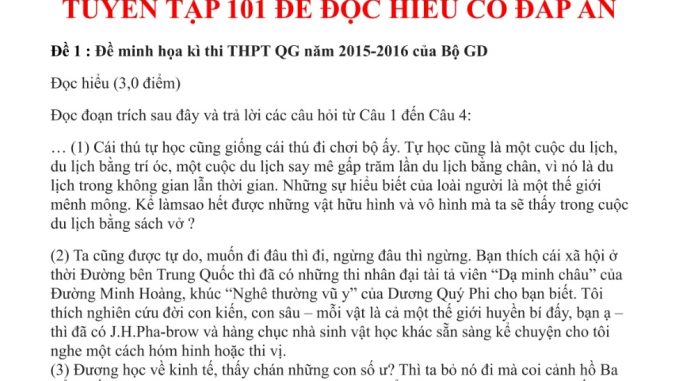 TUYỂN TẬP 101 ĐỀ ĐỌC HIỂU CÓ ĐÁP ÁN
Đề 1 : Đề minh họa kì thi THPT QG năm 2015-2016 của Bộ GD
Đọc hiểu (3,0 điểm)
Đọc đoạn trích sau đây và trả lời các câu hỏi từ Câu 1 đến Câu 4:
… (1) Cái thú tự học cũng giống cái thú đi chơi bộ ấy. Tự học cũng là một cuộc du lịch,
du lịch bằng trí óc, một cuộc du lịch say mê gấp trăm lần du lịch bằng chân, vì nó là du
lịch trong không gian lẫn thời gian. Những sự hiểu biết của loài người là một thế giới
mênh mông. Kể làmsao hết được những vật hữu hình và vô hình mà ta sẽ thấy trong cuộc
du lịch bằng sách vở ?
(2) Ta cũng được tự do, muốn đi đâu thì đi, ngừng đâu thì ngừng. Bạn thích cái xã hội ở
thời Đường bên Trung Quốc thì đã có những thi nhân đại tài tả viên “Dạ minh châu” của
Đường Minh Hoàng, khúc “Nghê thường vũ y” của Dương Quý Phi cho bạn biết. Tôi
thích nghiên cứu đời con kiến, con sâu – mỗi vật là cả một thế giới huyền bí đấy, bạn ạ –
thì đã có J.H.Pha-brow và hàng chục nhà sinh vật học khác sẵn sàng kể chuyện cho tôi
nghe một cách hóm hỉnh hoặc thi vị.
(3) Đương học về kinh tế, thấy chán những con số ư? Thì ta bỏ nó đi mà coi cảnh hồ Ba